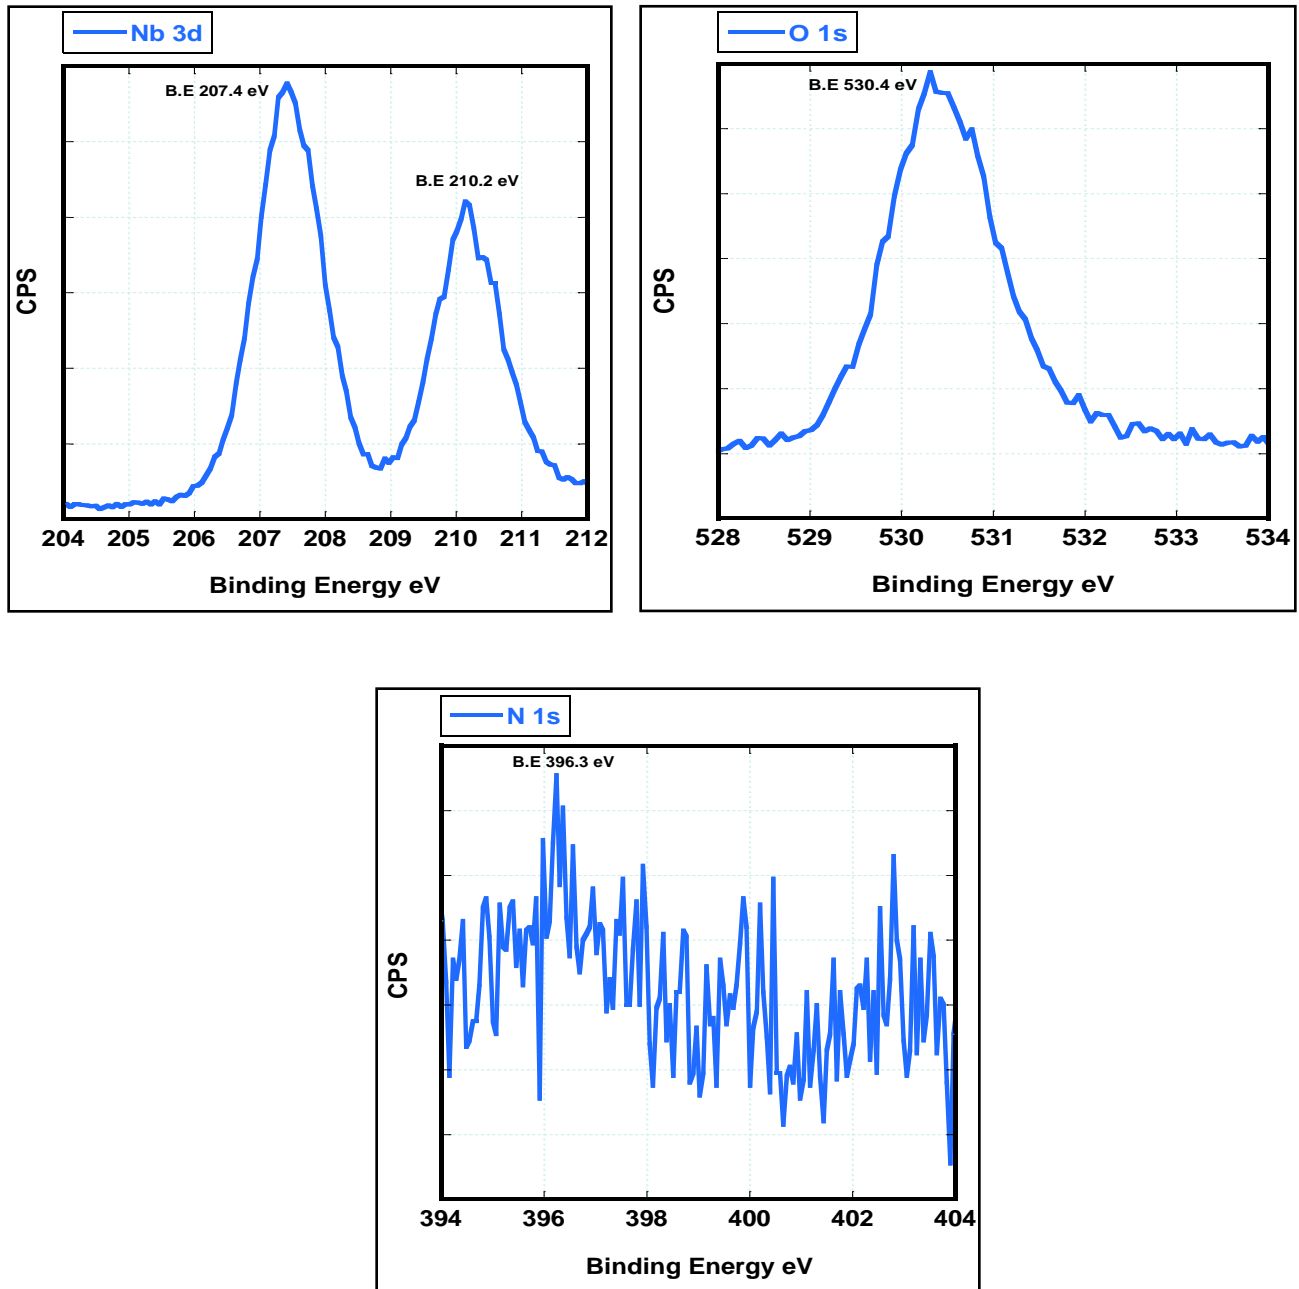 Nb 3d
B.E 207.4 eV
B.E 210.2 eV
CPS
204 205 206 207 208 209 210 211 212
Binding Energy eV
O 1s
B.E 530.4 eV
CPS
528 529 530 531 532 533 534
Binding Energy eV
N 1s
B.E 396.3 eV
CPS
394 396 398 400 402 404
Binding Energy eV